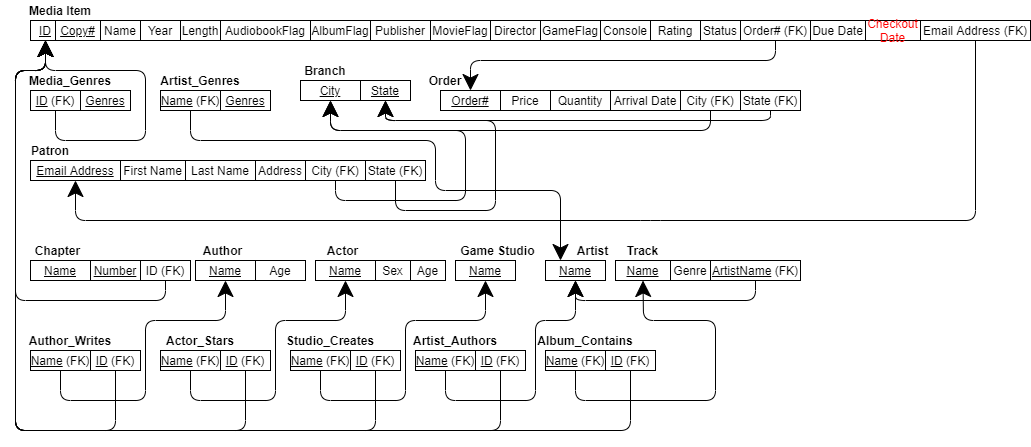 Media Item
ID Copy# Name Year Length AudiobookFlag AlbumFlag Publisher MovieFlag Director GameFlag Console Rating Status Order# (FK) Due Date Checkout Date Email Address (FK)
Media_Genres Artist_Genres Branch Order
ID (FK) Genres Name (FK) Genres City State Order# Price Quantity Arrival Date City (FK) State (FK)
Patron
Email Address First Name Last Name Address City (FK) State (FK)
Chapter Author Actor Game Studio Artist Track
Name Number ID (FK) Name Age Name Sex Age Name Name Name Genre ArtistName (FK)
Author_Writes Actor_Stars Studio_Creates Artist_Authors Album_Contains
Name (FK) ID (FK) Name (FK) ID (FK) Name (FK) ID (FK) Name (FK) ID (FK) Name (FK) ID (FK)